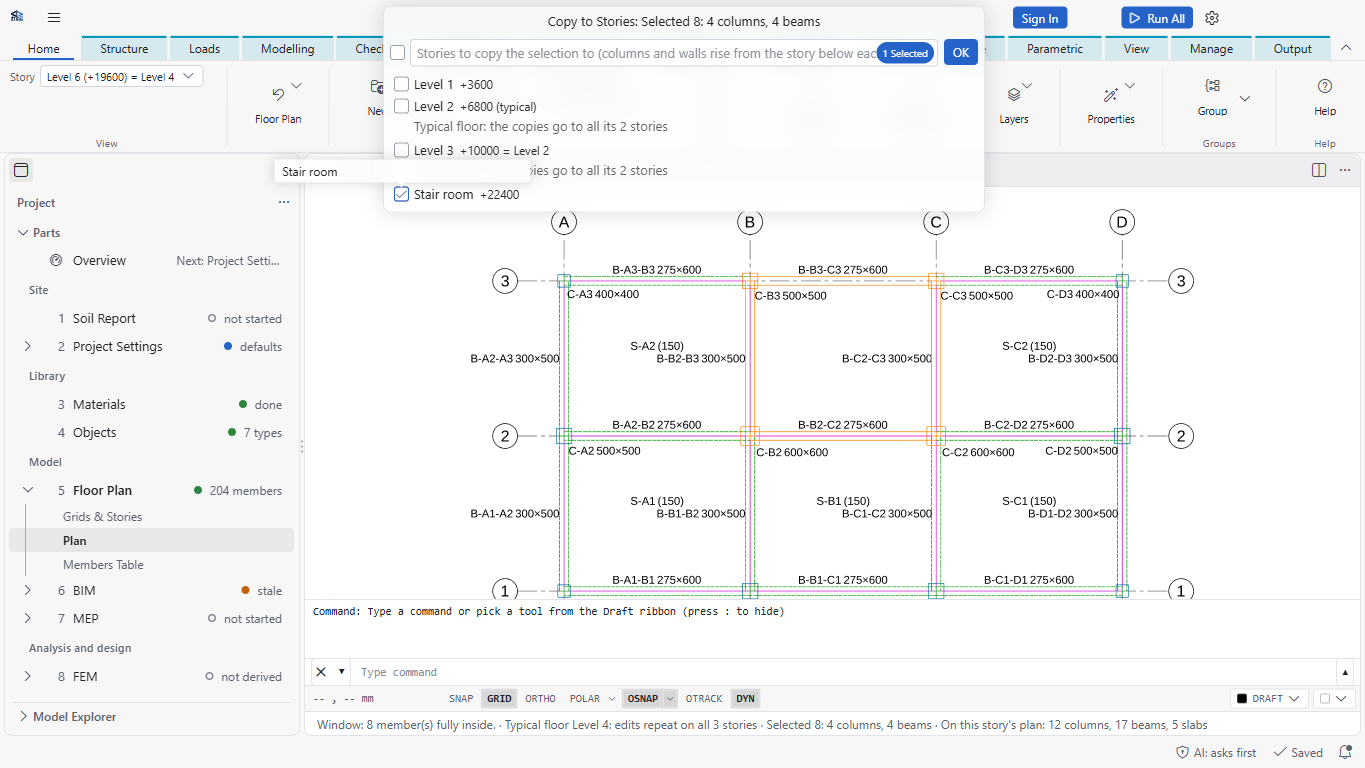 Copy to Stories: Selected 8: 4 columns, 4 beams
Sign In
Run All
Home
Structure
Loads
Modelling
Parametric
View
Manage
Output
Stories to copy the selection to (columns and walls rise from the story below
1 Selected
OK
Story
Level 6 (+19600) = Level 4
Floor Plan
View
Layers
Properties
Group
Groups
Help
Help
Level 1 +3600
Level 2 +6800 (typical)
Typical floor: the copies go to all its 2 stories
Level 3 +10000 = Level 2
copies go to all its 2 stories
Stair room
Stair room +22400
Project
Parts
Overview
Next: Project Setti...
Site
1 Soil Report
not started
2 Project Settings
defaults
Library
3 Materials
done
4 Objects
7 types
Model
5 Floor Plan
204 members
Grids & Stories
Plan
Members Table
6 BIM
stale
7 MEP
not started
Analysis and design
8 FEM
not derived
Model Explorer
A B C D
B-A3-B3 275×600 B-B3-C3 275×600 B-C3-D3 275×600
3 3
C-A3 400×400 C-B3 500×500 C-C3 500×500 C-D3 400×400
S-A2 (150) S-C2 (150)
B-A2-A3 300×500 B-B2-B3 300×500 B-C2-C3 300×500 B-D2-D3 300×500
B-A2-B2 275×600 B-B2-C2 275×600 B-C2-D2 275×600
2 2
C-A2 500×500 C-B2 600×600 C-C2 600×600 C-D2 500×500
S-A1 (150) S-B1 (150) S-C1 (150)
B-A1-A2 300×500 B-B1-B2 300×500 B-C1-C2 300×500 B-D1-D2 300×500
B-A1-B1 275×600 B-B1-C1 275×600 B-C1-D1 275×600
1 1
Command: Type a command or pick a tool from the Draft ribbon (press : to hide)
Type command
-- , -- mm
SNAP GRID ORTHO POLAR OSNAP OTRACK DYN
DRAFT
Window: 8 member(s) fully inside. · Typical floor Level 4: edits repeat on all 3 stories · Selected 8: 4 columns, 4 beams · On this story's plan: 12 columns, 17 beams, 5 slabs
AI: asks first
Saved